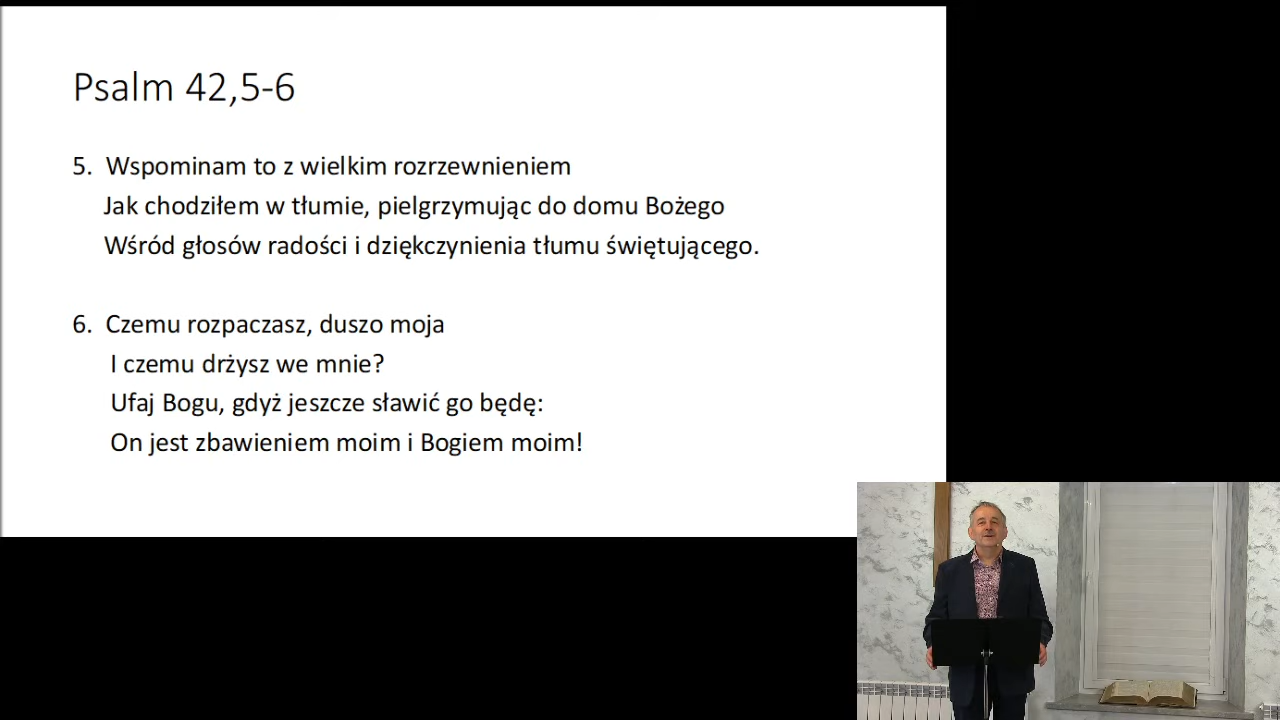 Psalm 42,5-6
5. Wspominam to z wielkim rozrzewnieniem
Jak chodziłem w tłumie, pielgrzymując do domu Bożego
Wśród głosów radości i dziękczynienia tłumu świętującego.
6. Czemu rozpaczasz, duszo moja
I czemu drżysz we mnie?
Ufaj Bogu, gdyż jeszcze sławić go będę:
On jest zbawieniem moim i Bogiem moim!